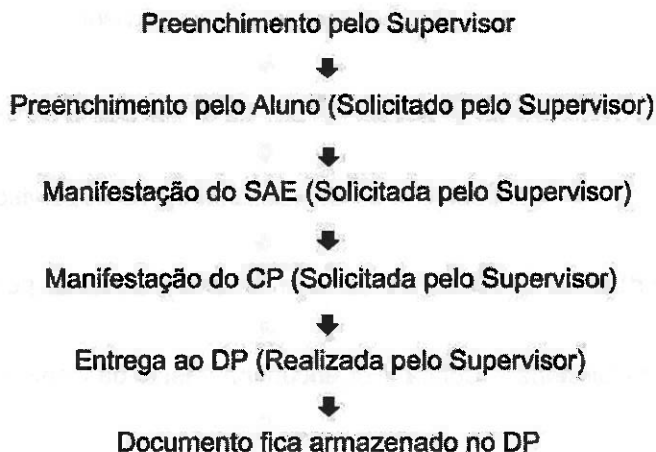 Preenchimento pelo Supervisor
Preenchimento pelo Aluno (Solicitado pelo Supervisor)
Manifestação do SAE (Solicitada pelo Supervisor)
Manifestação do CP (Solicitada pelo Supervisor)
Entrega ao DP (Realizada pelo Supervisor)
Documento fica armazenado no DP